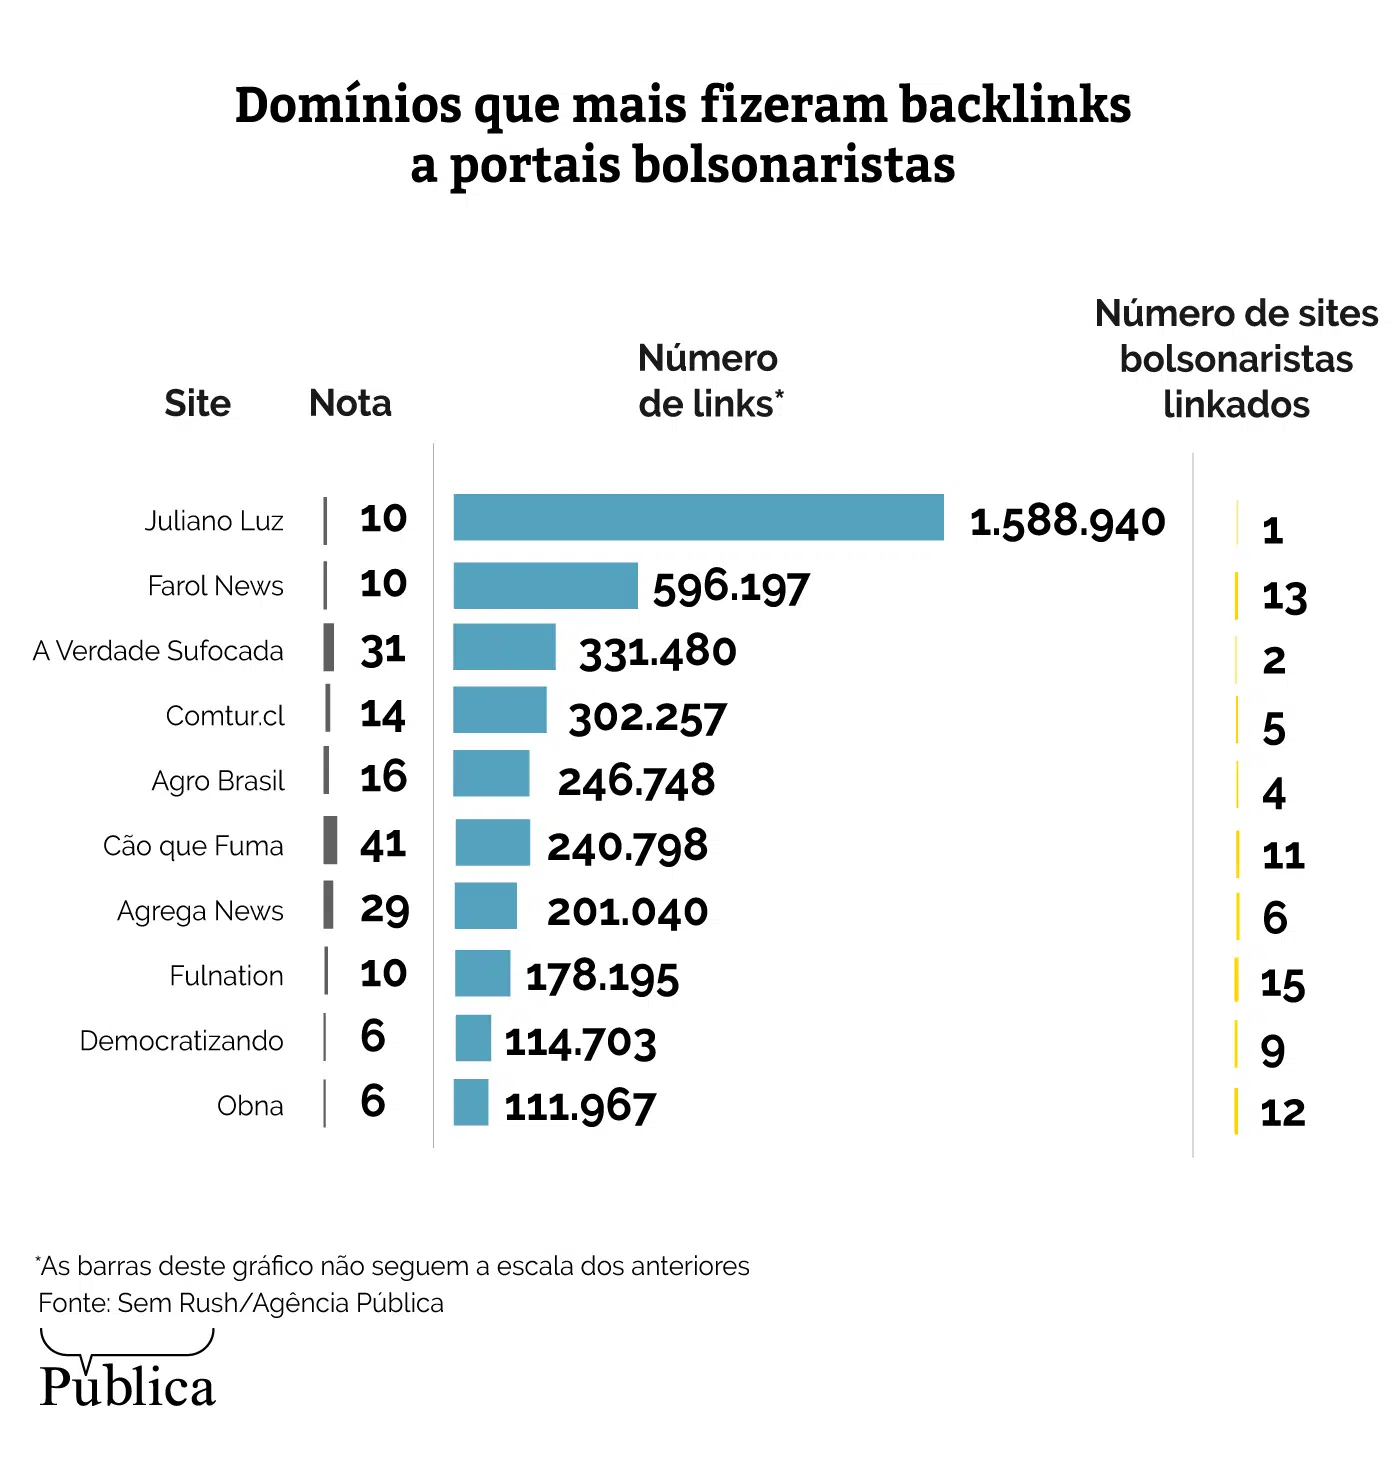 Domínios que mais fizeram backlinks
a portais bolsonaristas
Site
Nota
Número
de links*
Número de sites
bolsonaristas
linkados
Juliano Luz 10 1.588.940 1
Farol News 10 596.197 13
A Verdade Sufocada 31 331.480 2
Comtur.cl 14 302.257 5
Agro Brasil 16 246.748 4
Cão que Fuma 41 240.798 11
Agrega News 29 201.040 6
Fulnation 10 178.195 15
Democratizando 6 114.703 9
Obna 6 111.967 12
*As barras deste gráfico não seguem a escala dos anteriores
Fonte: Sem Rush/Agência Pública
Pública